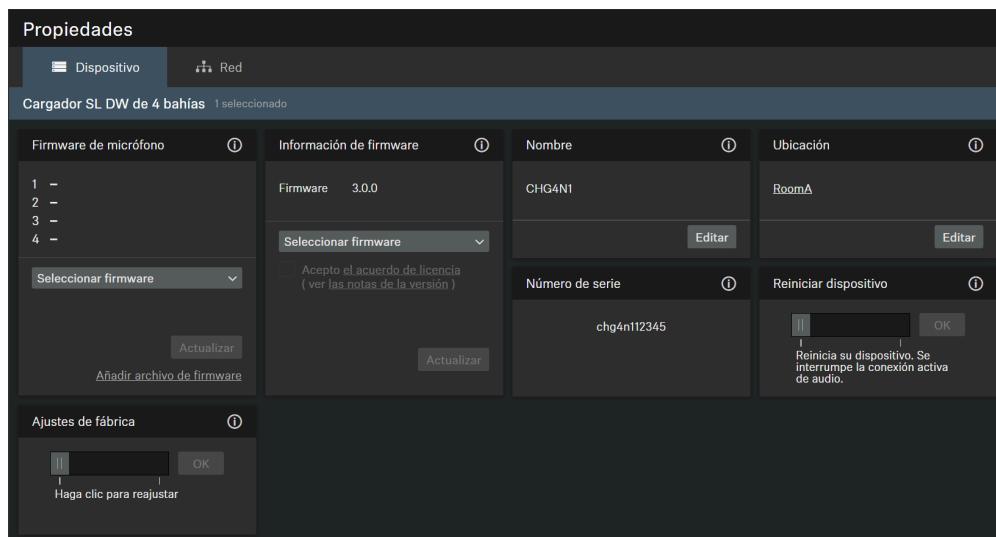 Propiedades
Dispositivo
Red
Cargador SL DW de 4 bahías 1 seleccionado
Firmware de micrófono
1 –
2 –
3 –
4 –
Seleccionar firmware
Actualizar
Añadir archivo de firmware
Información de firmware
Firmware 3.0.0
Seleccionar firmware
Acepto el acuerdo de licencia
( ver las notas de la versión )
Actualizar
Nombre
CHG4N1
Editar
Ubicación
RoomA
Editar
Número de serie
chg4n112345
Reiniciar dispositivo
OK
Reinicia su dispositivo. Se
interrumpe la conexión activa
de audio.
Ajustes de fábrica
OK
Haga clic para reajustar